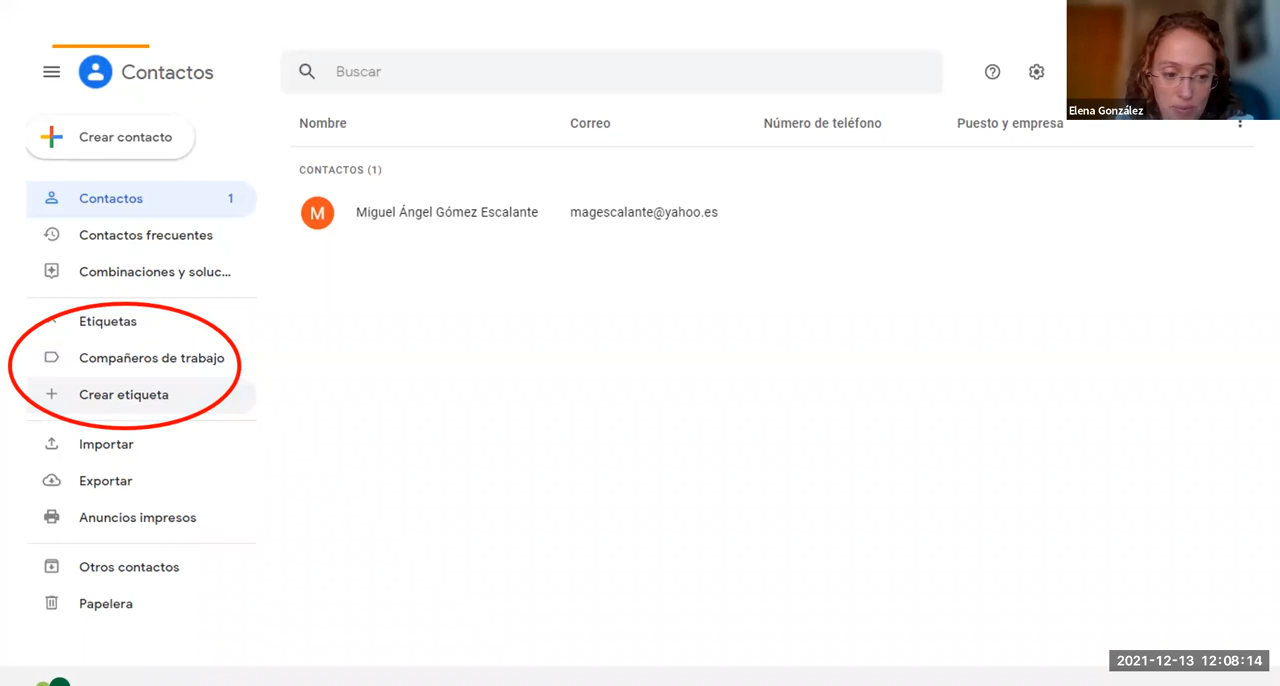 Contactos
Buscar
Elena González
Crear contacto
Nombre
Correo
Número de teléfono
Puesto y empresa
Contactos 1
CONTACTOS (1)
Contactos frecuentes
M Miguel Ángel Gómez Escalante magescalante@yahoo.es
Combinaciones y soluc...
Etiquetas
Compañeros de trabajo
Crear etiqueta
Importar
Exportar
Anuncios impresos
Otros contactos
Papelera
2021-12-13 12:08:14